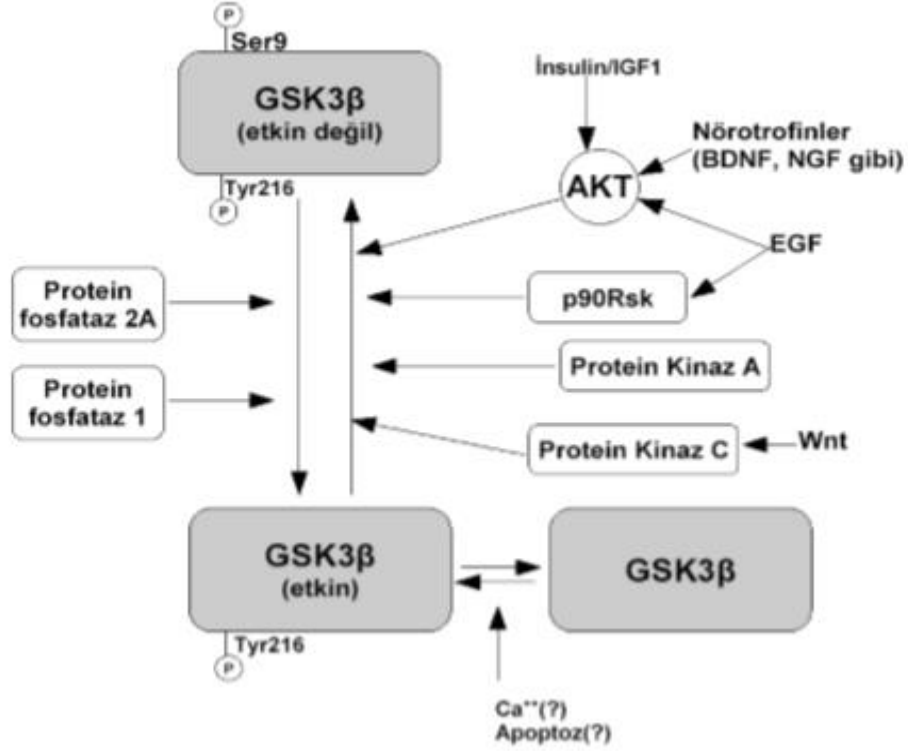 P
Ser9
GSK3β
(etkin değil)
Tyr216
P
İnsulin/IGF1
Nörotrofinler
(BDNF, NGF gibi)
AKT
EGF
Protein
fosfataz 2A
p90Rsk
Protein Kinaz A
Protein
fosfataz 1
Protein Kinaz C
Wnt
GSK3β
(etkin)
GSK3β
Tyr216
P
Ca⁺⁺(?)
Apoptoz(?)